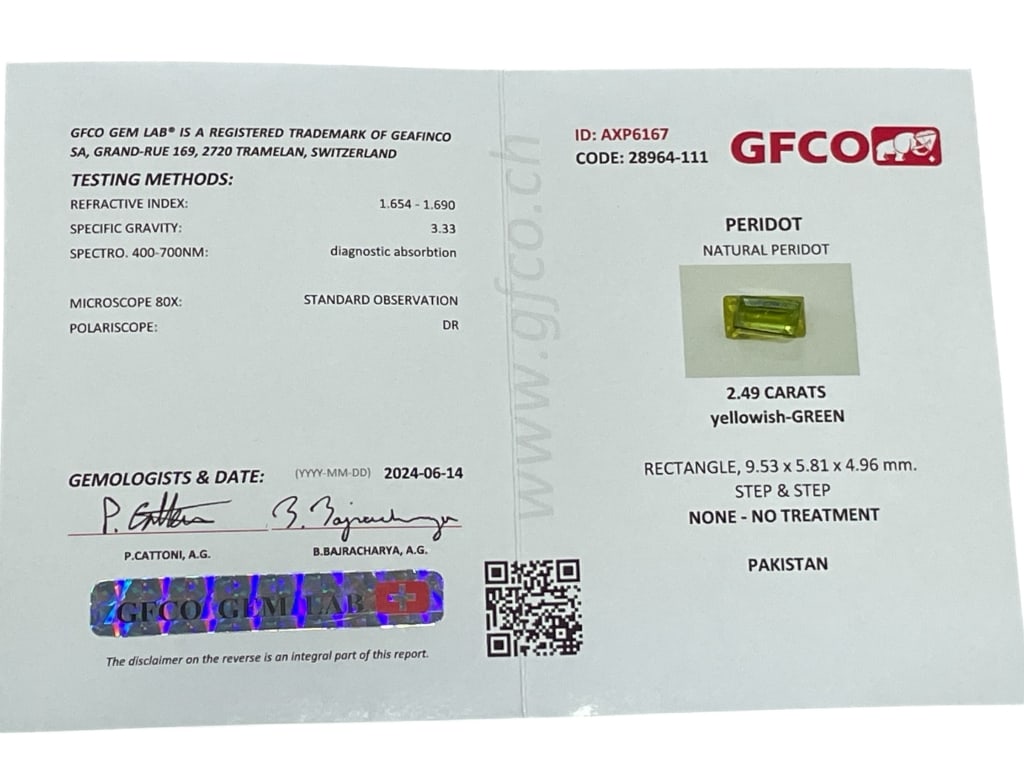 GFCO GEM LAB® IS A REGISTERED TRADEMARK OF GEAFINCO
SA, GRAND-RUE 169, 2720 TRAMELAN, SWITZERLAND
TESTING METHODS:
REFRACTIVE INDEX: 1.654 - 1.690
SPECIFIC GRAVITY: 3.33
SPECTRO. 400-700NM: diagnostic absorbtion
MICROSCOPE 80X: STANDARD OBSERVATION
POLARISCOPE: DR
GEMOLOGISTS & DATE: (YYYY-MM-DD) 2024-06-14
P. Cattoni B. Bajracharya
P.CATTONI, A.G. B.BAJRACHARYA, A.G.
GFCO GEM LAB
The disclaimer on the reverse is an integral part of this report.
www.gfco.ch
ID: AXP6167
CODE: 28964-111
GFCO
PERIDOT
NATURAL PERIDOT
2.49 CARATS
yellowish-GREEN
RECTANGLE, 9.53 x 5.81 x 4.96 mm.
STEP & STEP
NONE - NO TREATMENT
PAKISTAN